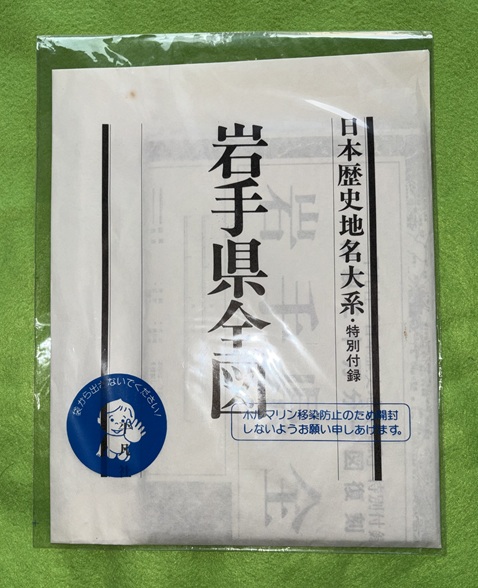 日本歴史地名大系・特別付録
岩手県全図
袋から出さないでください!
ホルマリン移染防止のため開封
しないようお願い申しあげます。